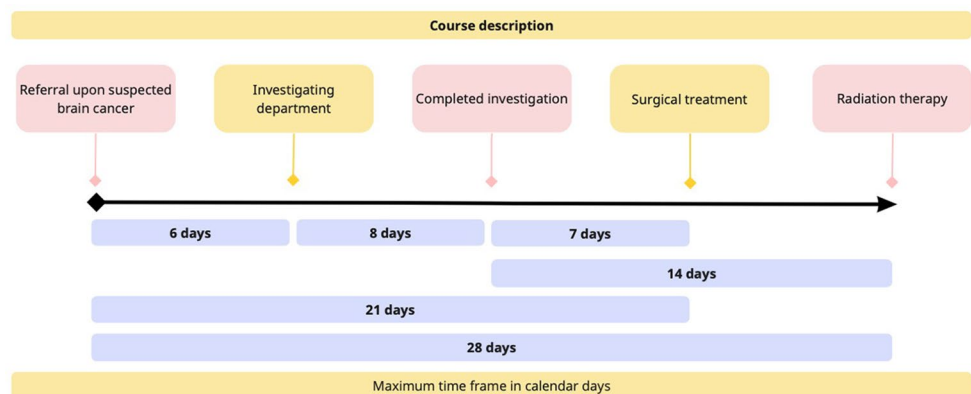 Course description
Referral upon suspected
brain cancer
Investigating
department
Completed investigation
Surgical treatment
Radiation therapy
6 days
8 days
7 days
14 days
21 days
28 days
Maximum time frame in calendar days